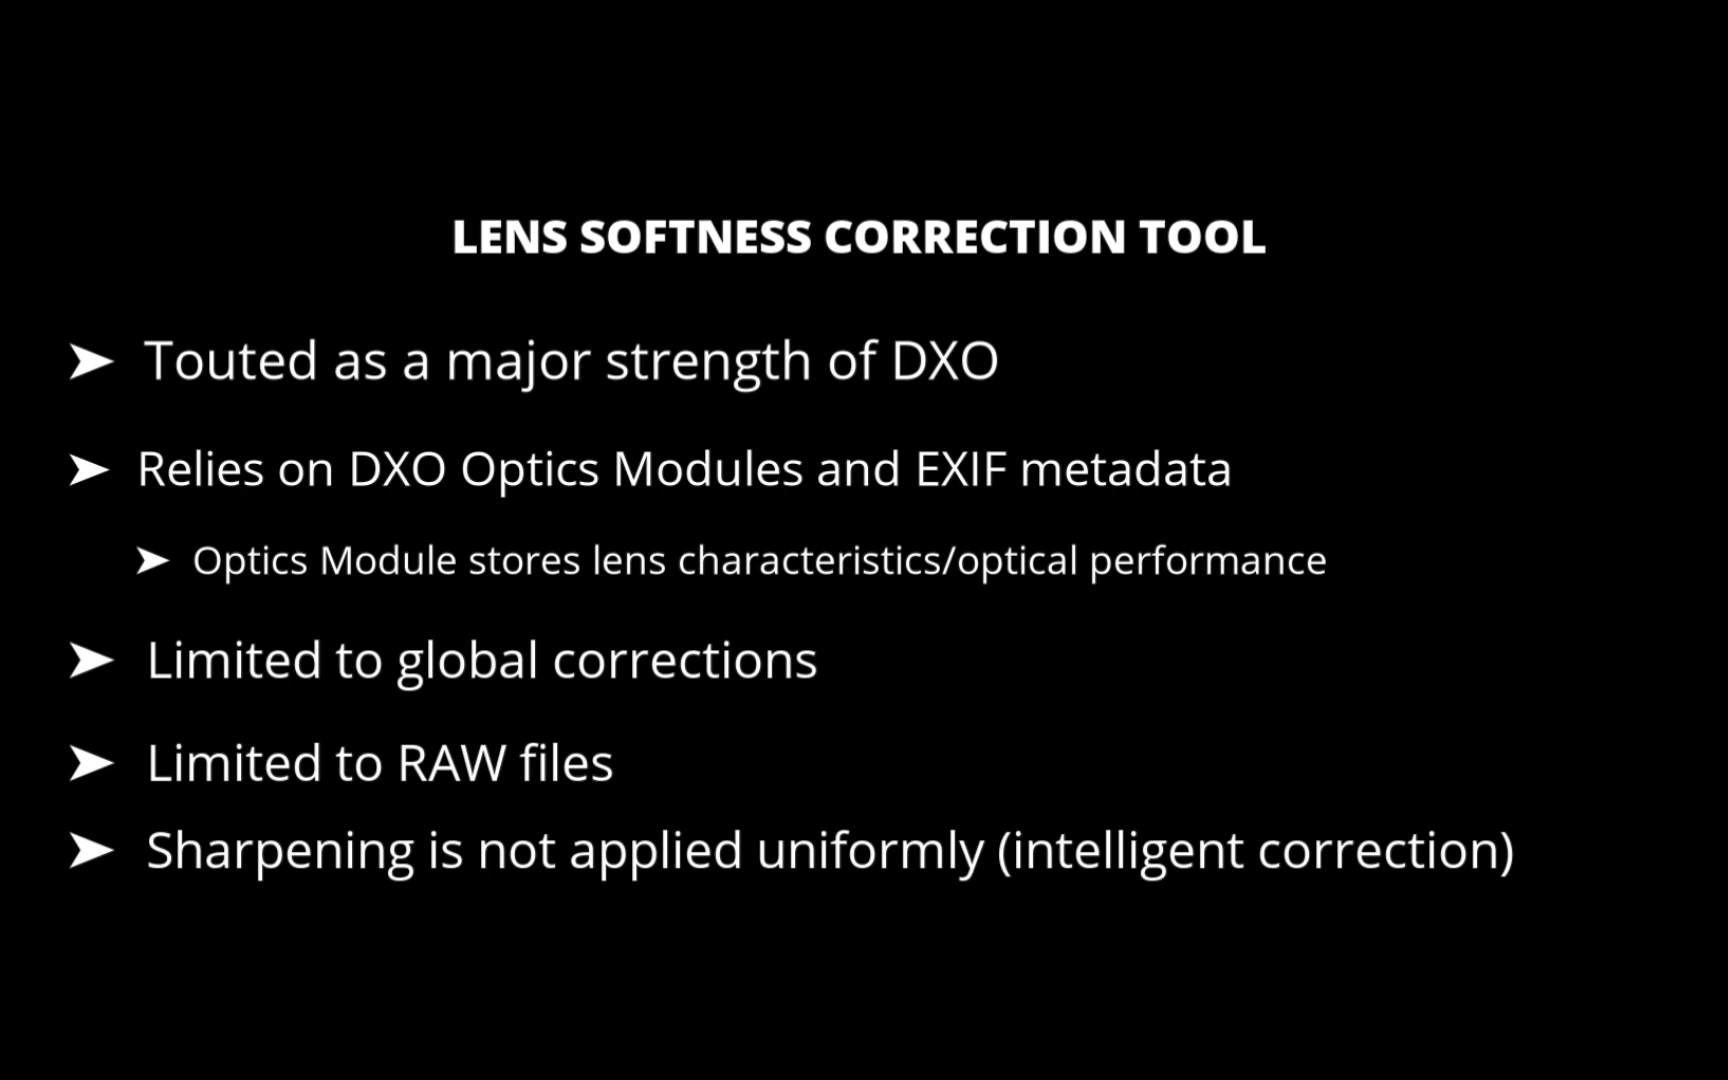 LENS SOFTNESS CORRECTION TOOL
➤ Touted as a major strength of DXO
➤ Relies on DXO Optics Modules and EXIF metadata
➤ Optics Module stores lens characteristics/optical performance
➤ Limited to global corrections
➤ Limited to RAW files
➤ Sharpening is not applied uniformly (intelligent correction)